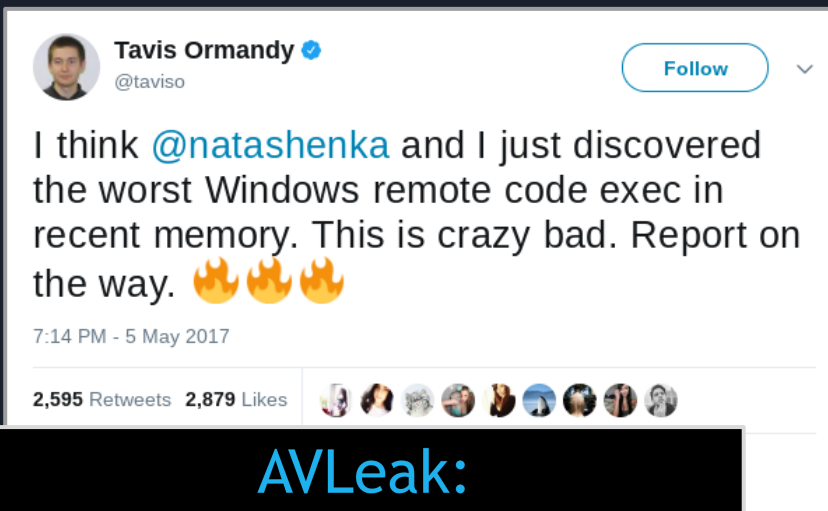 Tavis Ormandy
@taviso
Follow
I think @natashenka and I just discovered
the worst Windows remote code exec in
recent memory. This is crazy bad. Report on
the way. 🔥🔥🔥
7:14 PM - 5 May 2017
2,595 Retweets 2,879 Likes
AVLeak: